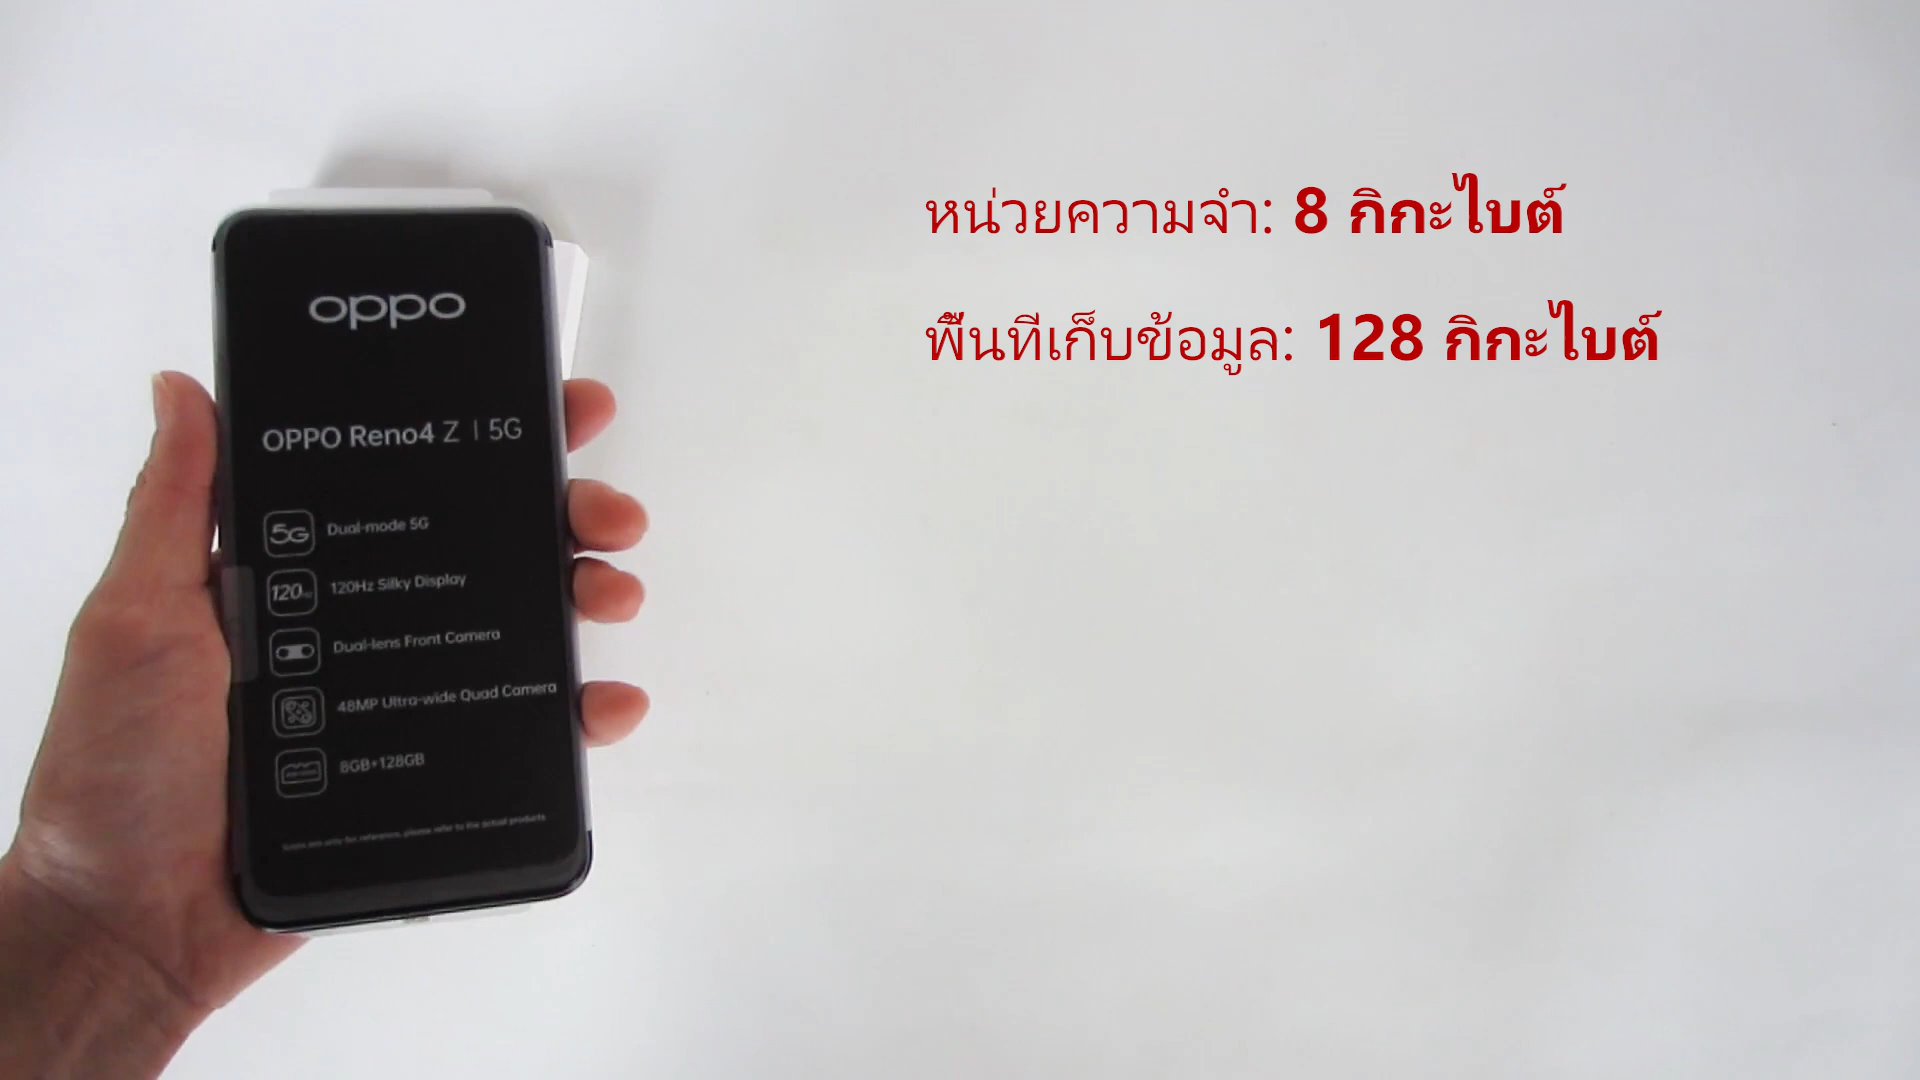 oppo
OPPO Reno4 Z | 5G
5G Dual-mode 5G
120Hz 120Hz Silky Display
Dual-lens Front Camera
48MP Ultra-wide Quad Camera
8GB+128GB
หน่วยความจำ: 8 กิกะไบต์
พื้นที่เก็บข้อมูล: 128 กิกะไบต์